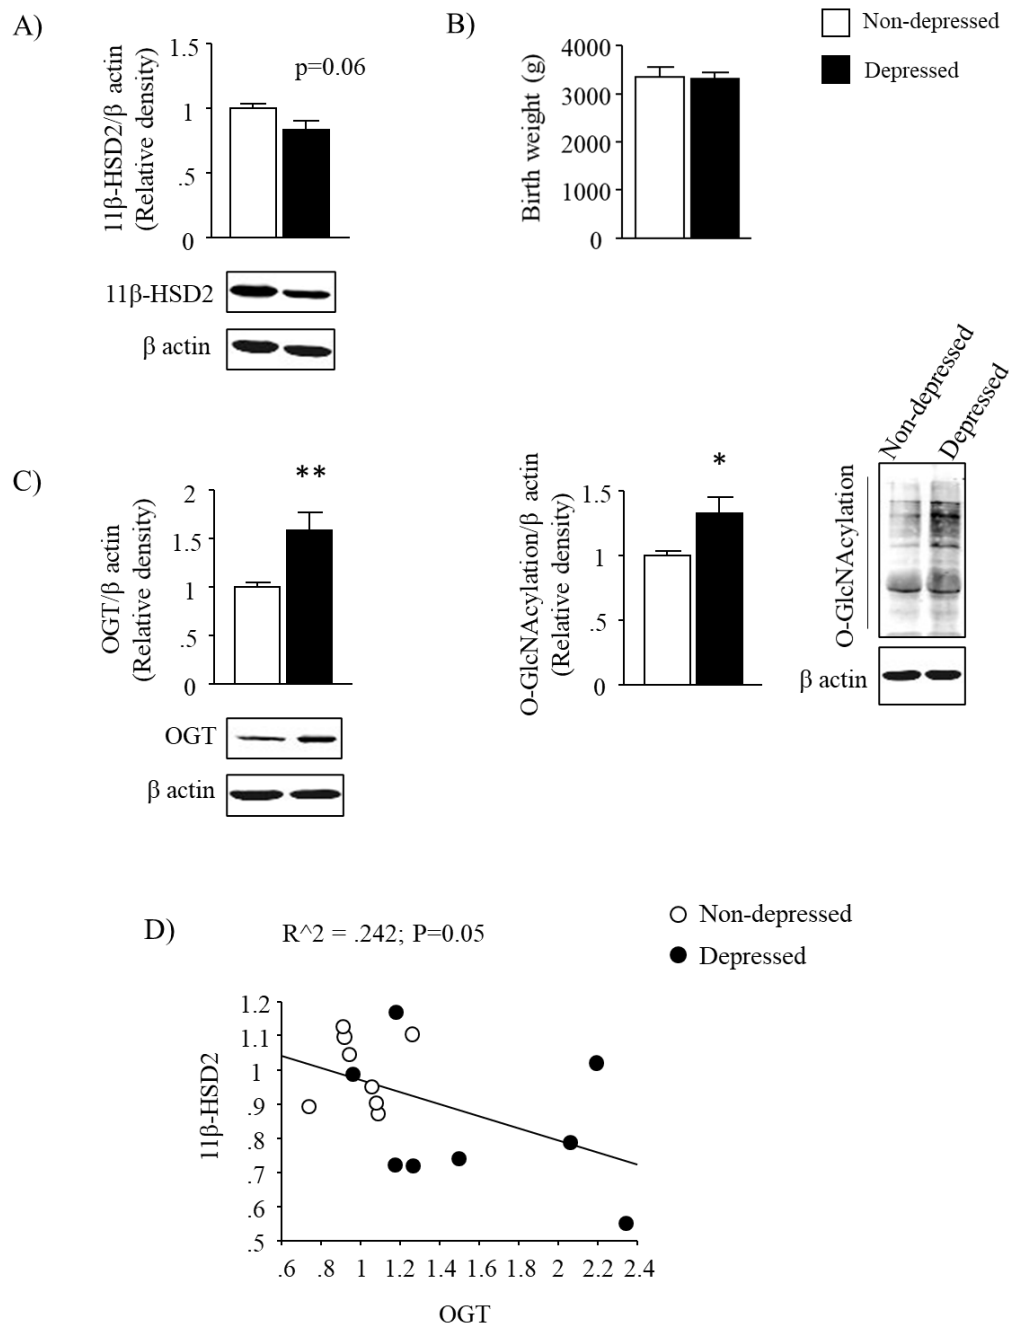 A)
11β-HSD2/β actin
(Relative density)
1.5
1
.5
0
p=0.06
11β-HSD2
β actin
B)
Birth weight (g)
4000
3000
2000
1000
0
Non-depressed
Depressed
C)
OGT/β actin
(Relative density)
2
1.5
1
.5
0
**
OGT
β actin
O-GlcNAcylation/β actin
(Relative density)
1.5
1
.5
0
*
Non-depressed
Depressed
O-GlcNAcylation
β actin
D)
R^2 = .242; P=0.05
Non-depressed
Depressed
11β-HSD2
1.2
1.1
1
.9
.8
.7
.6
.5
.6 .8 1 1.2 1.4 1.6 1.8 2 2.2 2.4
OGT